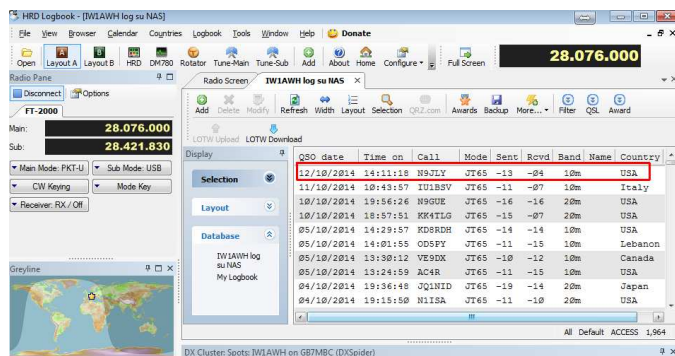 HRD Logbook - [IW1AWH log su NAS]
File View Browser Calendar Countries Logbook Tools Window Help Donate
Open Layout A Layout B HRD DM780 Rotator Tune-Main Tune-Sub Add About Home Configure Full Screen 28.076.000
Radio Pane
Disconnect Options
FT-2000
Main: 28.076.000
Sub: 28.421.830
Main Mode: PKT-U Sub Mode: USB
CW Keying Mode Key
Receiver: RX / Off
Greyline
Radio Screen IW1AWH log su NAS
Add Delete Modify Refresh Width Layout Selection QRZ.com Awards Backup More... Filter QSL Award
LOTW Upload LOTW Download
Display
Selection
Layout
Database
IW1AWH log
su NAS
My Logbook
QSO date Time on Call Mode Sent Rcvd Band Name Country
12/10/2014 14:11:18 N9JLY JT65 -13 -04 10m USA
11/10/2014 10:43:57 IU1BSV JT65 -11 -07 10m Italy
10/10/2014 19:56:26 N9GUE JT65 -16 -16 20m USA
10/10/2014 18:57:51 KK4TLG JT65 -15 -07 20m USA
05/10/2014 14:29:57 KD8RDH JT65 -14 -14 10m USA
05/10/2014 14:01:55 OD5PY JT65 -11 -15 10m Lebanon
05/10/2014 13:30:12 VE9DX JT65 -10 -12 10m Canada
05/10/2014 13:24:59 AC4R JT65 -11 -15 10m USA
04/10/2014 19:36:48 JQ1NID JT65 -19 -14 20m Japan
04/10/2014 19:15:50 N1ISA JT65 -11 -10 20m USA
All Default ACCESS 1,964
DX Cluster: Spots: IW1AWH on GB7MBC (DXSpider)